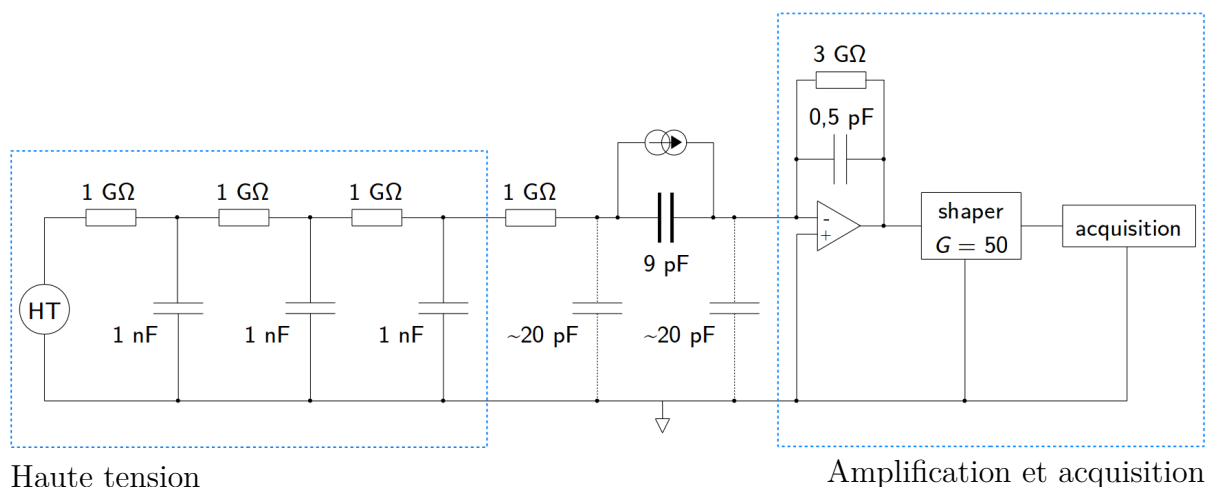 3 GΩ
0,5 pF
1 GΩ
1 GΩ
1 GΩ
1 GΩ
-
+
shaper
G = 50
acquisition
9 pF
HT
1 nF
1 nF
1 nF
~20 pF
~20 pF
Haute tension
Amplification et acquisition